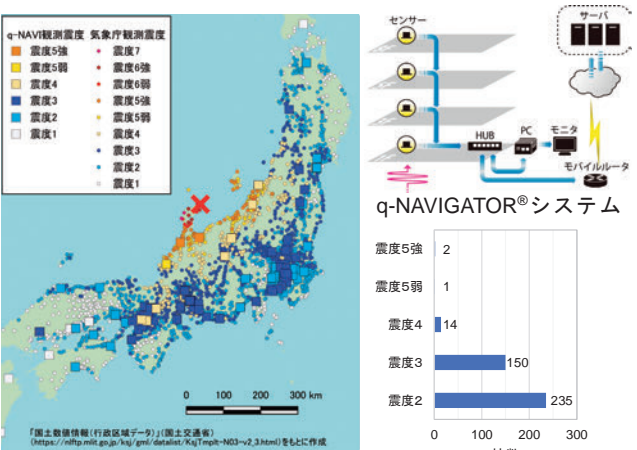 q-NAVI観測震度 気象庁観測震度
震度5強 震度7
震度5弱 震度6強
震度4 震度6弱
震度3 震度5強
震度2 震度5弱
震度1 震度4
震度3
震度2
震度1
0 100 200 300 km
「国土数値情報(行政区域データ)」(国土交通省)
(https://nlftp.mlit.go.jp/ksj/gml/datalist/KsjTmplt-N03-v2_3.html)をもとに作成
センサー
サーバ
HUB
PC
モニタ
モバイルルータ
q-NAVIGATOR®システム
震度5強 2
震度5弱 1
震度4 14
震度3 150
震度2 235
0 100 200 300